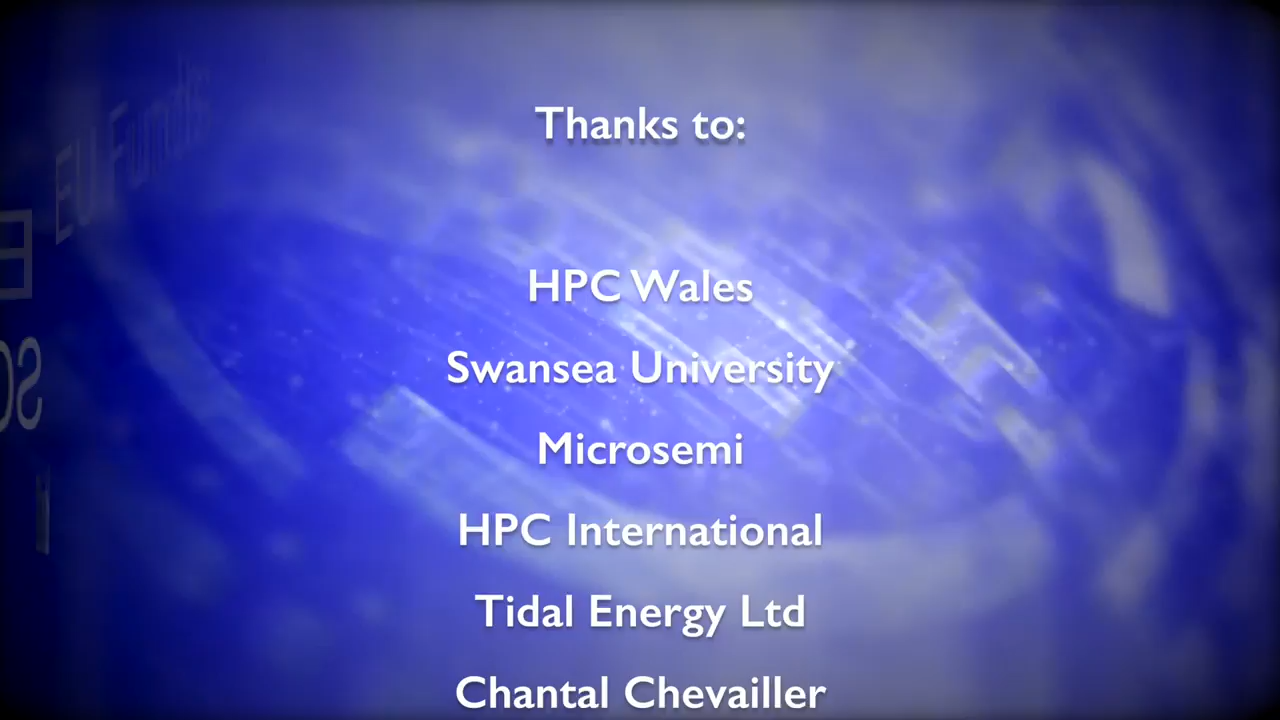 Thanks to:
HPC Wales
Swansea University
Microsemi
HPC International
Tidal Energy Ltd
Chantal Chevailler